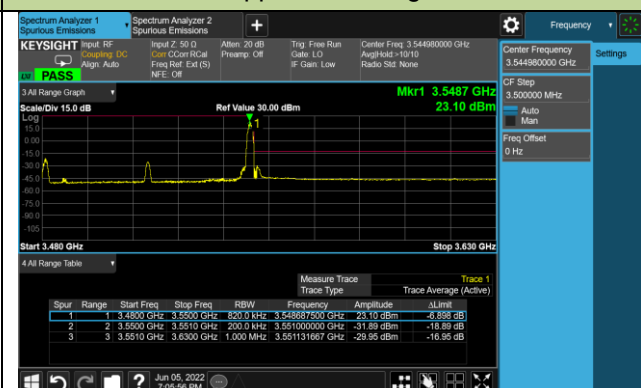 Spectrum Analyzer 1
Spurious Emissions
Spectrum Analyzer 2
Spurious Emissions
+
Frequency
KEYSIGHT
Input: RF
Coupling: DC
Align: Auto
Input Z: 50 Ω
Corr CCorr RCal
Freq Ref: Ext (S)
NFE: Off
Atten: 20 dB
Preamp: Off
Trig: Free Run
Gate: LO
IF Gain: Low
Center Freq: 3.544980000 GHz
Avg|Hold:>10/10
Radio Std: None
PASS
Center Frequency
3.544980000 GHz
Settings
CF Step
3.500000 MHz
Auto
Man
Freq Offset
0 Hz
3 All Range Graph
Mkr1 3.5487 GHz
Scale/Div 15.0 dB
Ref Value 30.00 dBm
23.10 dBm
Log
15.0
0.00
-15.0
-30.0
-45.0
-60.0
-75.0
-90.0
-105
1
Start 3.480 GHz
Stop 3.630 GHz
4 All Range Table
Measure Trace Trace 1
Trace Type Trace Average (Active)
Spur Range Start Freq Stop Freq RBW Frequency Amplitude ΔLimit
1 1 3.4800 GHz 3.5500 GHz 820.0 kHz 3.548687500 GHz 23.10 dBm -6.898 dB
2 2 3.5500 GHz 3.5510 GHz 200.0 kHz 3.551000000 GHz -31.89 dBm -18.89 dB
3 3 3.5510 GHz 3.6300 GHz 1.000 MHz 3.551131667 GHz -29.95 dBm -16.95 dB
Jun 05, 2022
7:05:56 PM